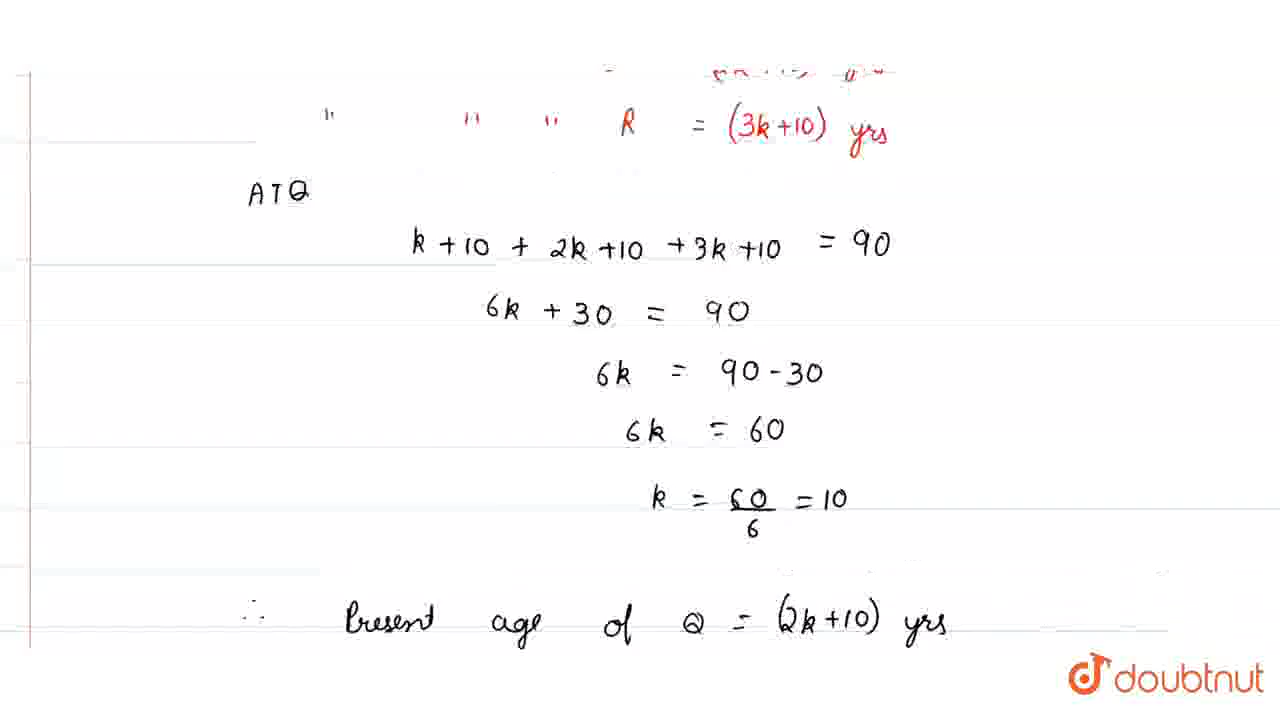 " " " R = (3k+10) yrs
ATQ
k+10 + 2k+10 +3k+10 = 90
6k + 30 = 90
6k = 90-30
6k = 60
k = 60/6 = 10
∴ Present age of Q = (2k+10) yrs
doubtnut